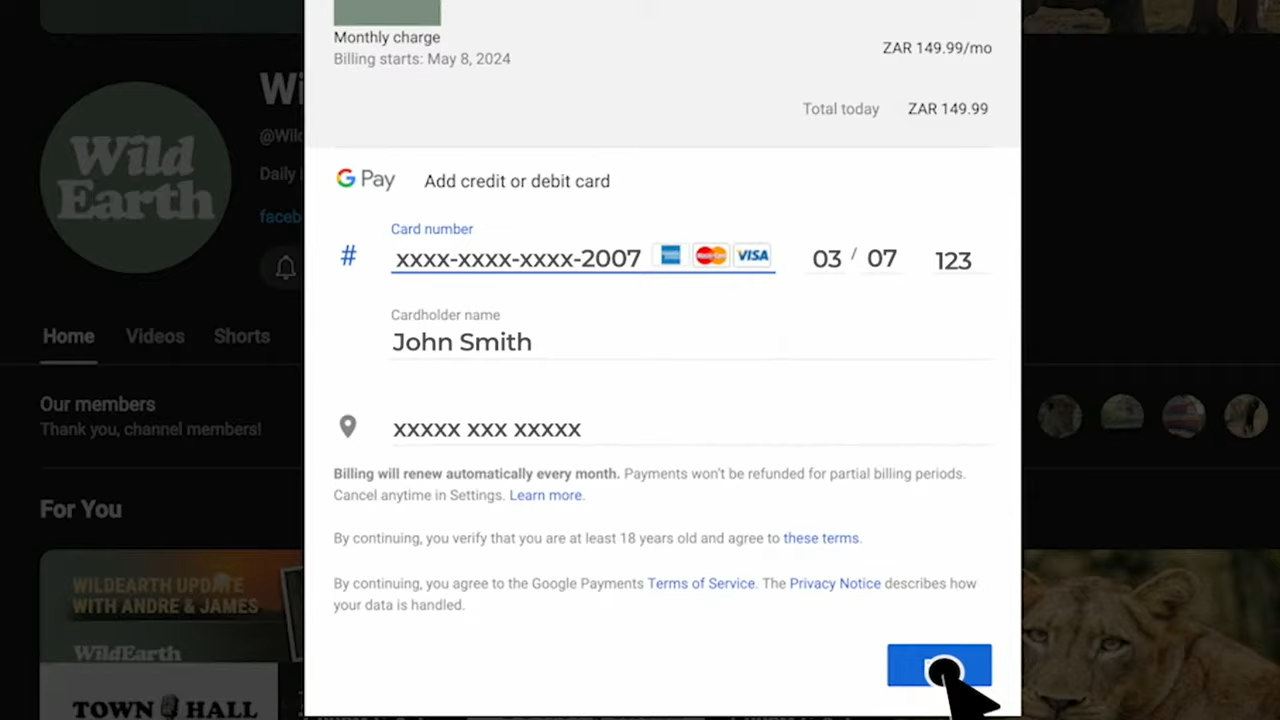 Monthly charge
Billing starts: May 8, 2024
ZAR 149.99/mo
Total today ZAR 149.99
G Pay Add credit or debit card
Card number
# xxxx-xxxx-xxxx-2007 VISA 03 / 07 123
Cardholder name
John Smith
xxxxx xxx xxxxx
Billing will renew automatically every month. Payments won't be refunded for partial billing periods.
Cancel anytime in Settings. Learn more.
By continuing, you verify that you are at least 18 years old and agree to these terms.
By continuing, you agree to the Google Payments Terms of Service. The Privacy Notice describes how
your data is handled.
Wild
Earth
Daily
Home Videos Shorts
Our members
Thank you, channel members!
For You
WILDEARTH UPDATE
WITH ANDRE & JAMES
WildEarth
TOWN HALL